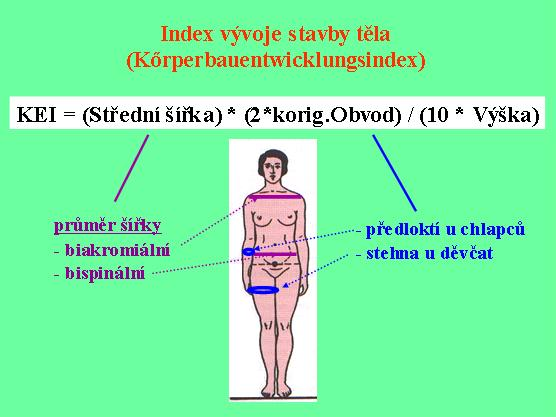 Index vývoje stavby těla
(Kőrperbauentwicklungsindex)
KEI = (Střední šířka) * (2*korig.Obvod) / (10 * Výška)
průměr šířky
- biakromiální
- bispinální
- předloktí u chlapců
- stehna u děvčat